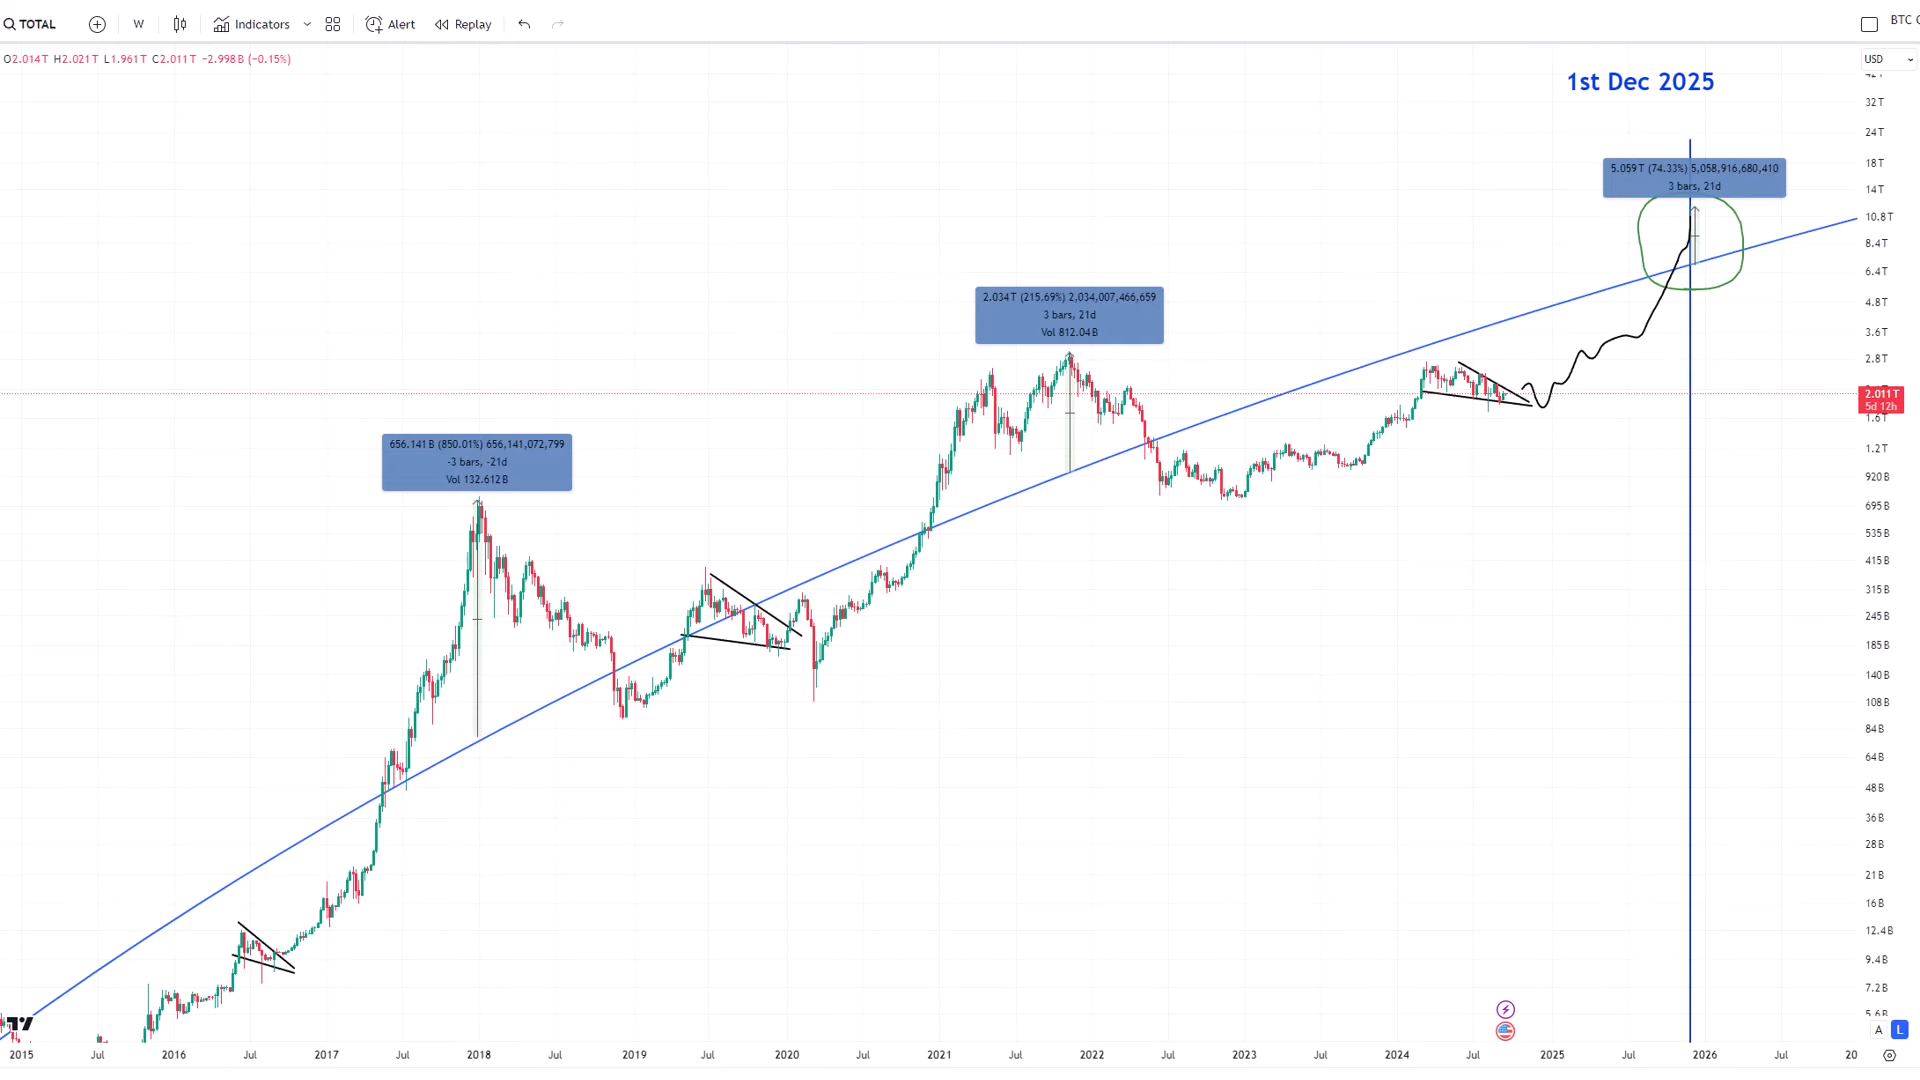 TOTAL W Indicators Alert Replay BTC
O2.014T H2.021T L1.961T C2.011T −2.998B (−0.15%)
USD
1st Dec 2025
5.059T (74.33%) 5,058,916,680,410
3 bars, 21d
2.034T (215.69%) 2,034,007,466,659
3 bars, 21d
Vol 812.04B
656.141B (850.01%) 656,141,072,799
-3 bars, -21d
Vol 132.612B
32T
24T
18T
14T
10.8T
8.4T
6.4T
4.8T
3.6T
2.8T
2.011T
5d 12h
1.6T
1.2T
920B
695B
535B
415B
315B
245B
185B
140B
108B
84B
64B
48B
36B
28B
21B
16B
12.4B
9.4B
7.2B
5.6B
A L
2015 Jul 2016 Jul 2017 Jul 2018 Jul 2019 Jul 2020 Jul 2021 Jul 2022 Jul 2023 Jul 2024 Jul 2025 Jul 2026 Jul 20